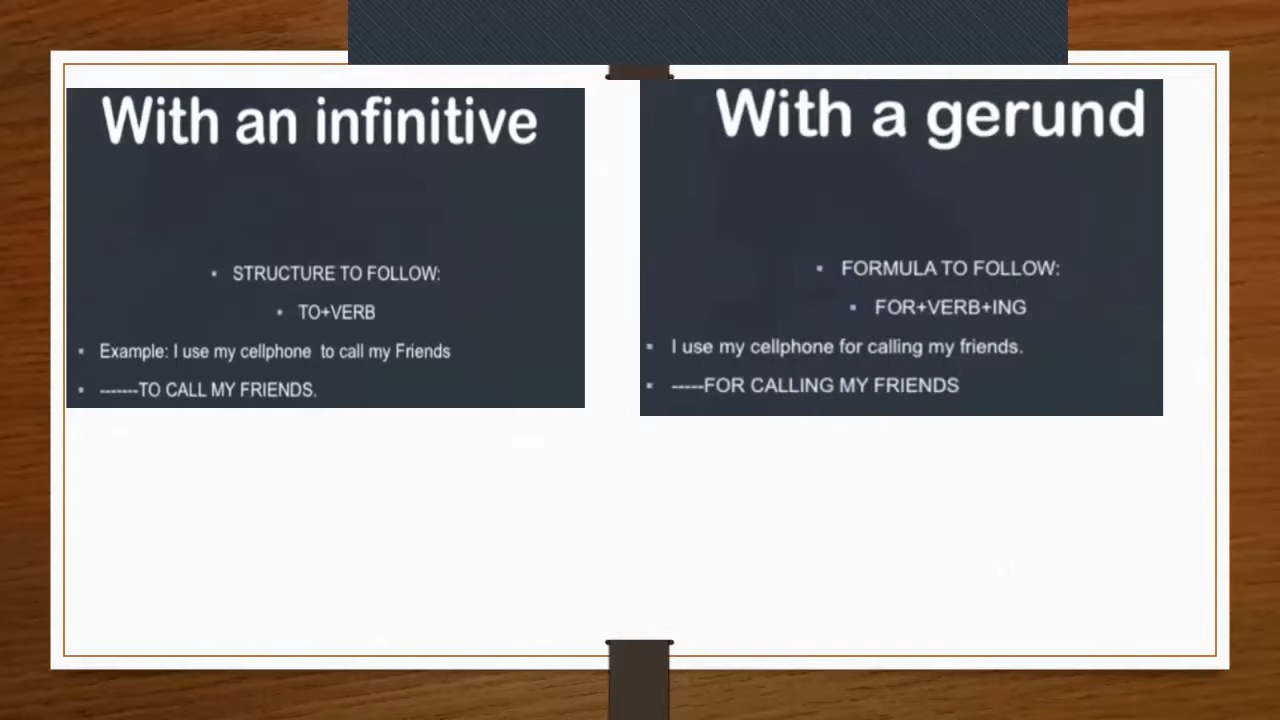 With an infinitive
▪ STRUCTURE TO FOLLOW:
▪ TO+VERB
▪ Example: I use my cellphone to call my Friends
▪ -------TO CALL MY FRIENDS.
With a gerund
▪ FORMULA TO FOLLOW:
▪ FOR+VERB+ING
▪ I use my cellphone for calling my friends.
▪ -----FOR CALLING MY FRIENDS